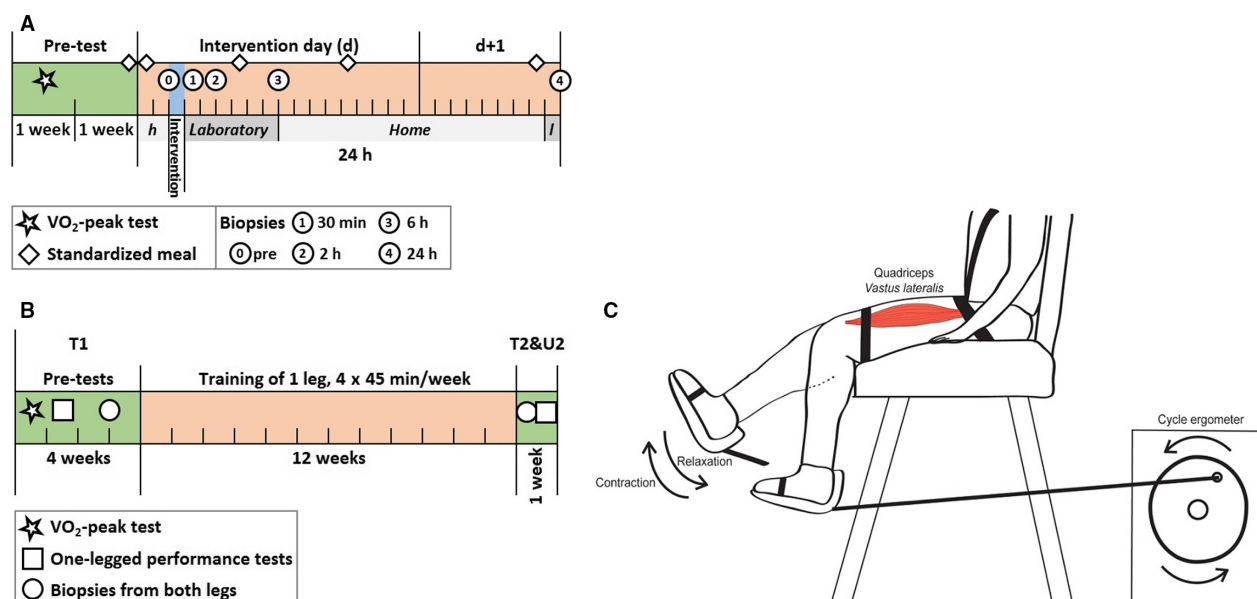 A
Pre-test Intervention day (d) d+1
0 1 2 3 4
1 week 1 week h Intervention Laboratory Home l
24 h
VO₂-peak test
Standardized meal
Biopsies 1 30 min 3 6 h
0 pre 2 2 h 4 24 h
B
T1 T2&U2
Pre-tests Training of 1 leg, 4 x 45 min/week
4 weeks 12 weeks 1 week
VO₂-peak test
One-legged performance tests
Biopsies from both legs
C
Quadriceps
Vastus lateralis
Relaxation
Contraction
Cycle ergometer